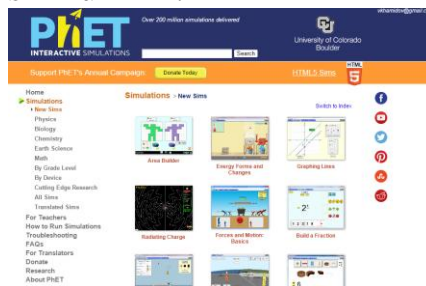 PhET
INTERACTIVE SIMULATIONS
Over 200 million simulations delivered
Search
University of Colorado
Boulder
Support PhET's Annual Campaign:
Donate Today
HTML5 Sims
HTML
5
Home
Simulations
New Sims
Physics
Biology
Chemistry
Earth Science
Math
By Grade Level
By Device
Cutting Edge Research
All Sims
Translated Sims
For Teachers
How to Run Simulations
Troubleshooting
FAQs
For Translators
Donate
Research
About PhET
Simulations » New Sims
Switch to Index
Area Builder
Energy Forms and
Changes
Graphing Lines
Radiating Charge
Forces and Motion:
Basics
Build a Fraction